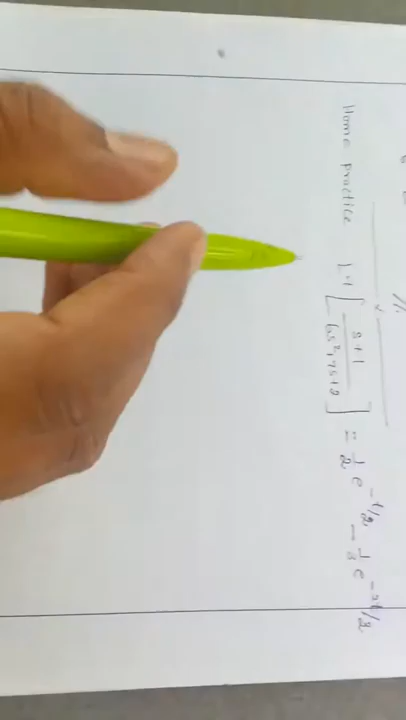 Home practice L⁻¹ [ (s+1)/(6s²+7s+2) ] = 1/2 e^(-t/2) - 1/3 e^(-2t/3)